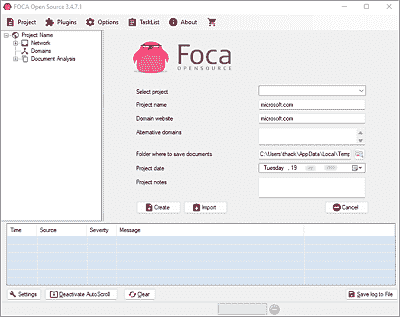 FOCA Open Source 3.4.7.1
Project Plugins Options TaskList About
Project Name
Network
Domains
Document Analysis
Foca
OPENSOURCE
Select project
Project name microsoft.com
Domain website microsoft.com
Alternative domains
Folder where to save documents C:\Users\thack\AppData\Local\Temp
Project date Tuesday , 19
Project notes
Create Import Cancel
Time Source Severity Message
Settings Deactivate AutoScroll Clear Save log to File